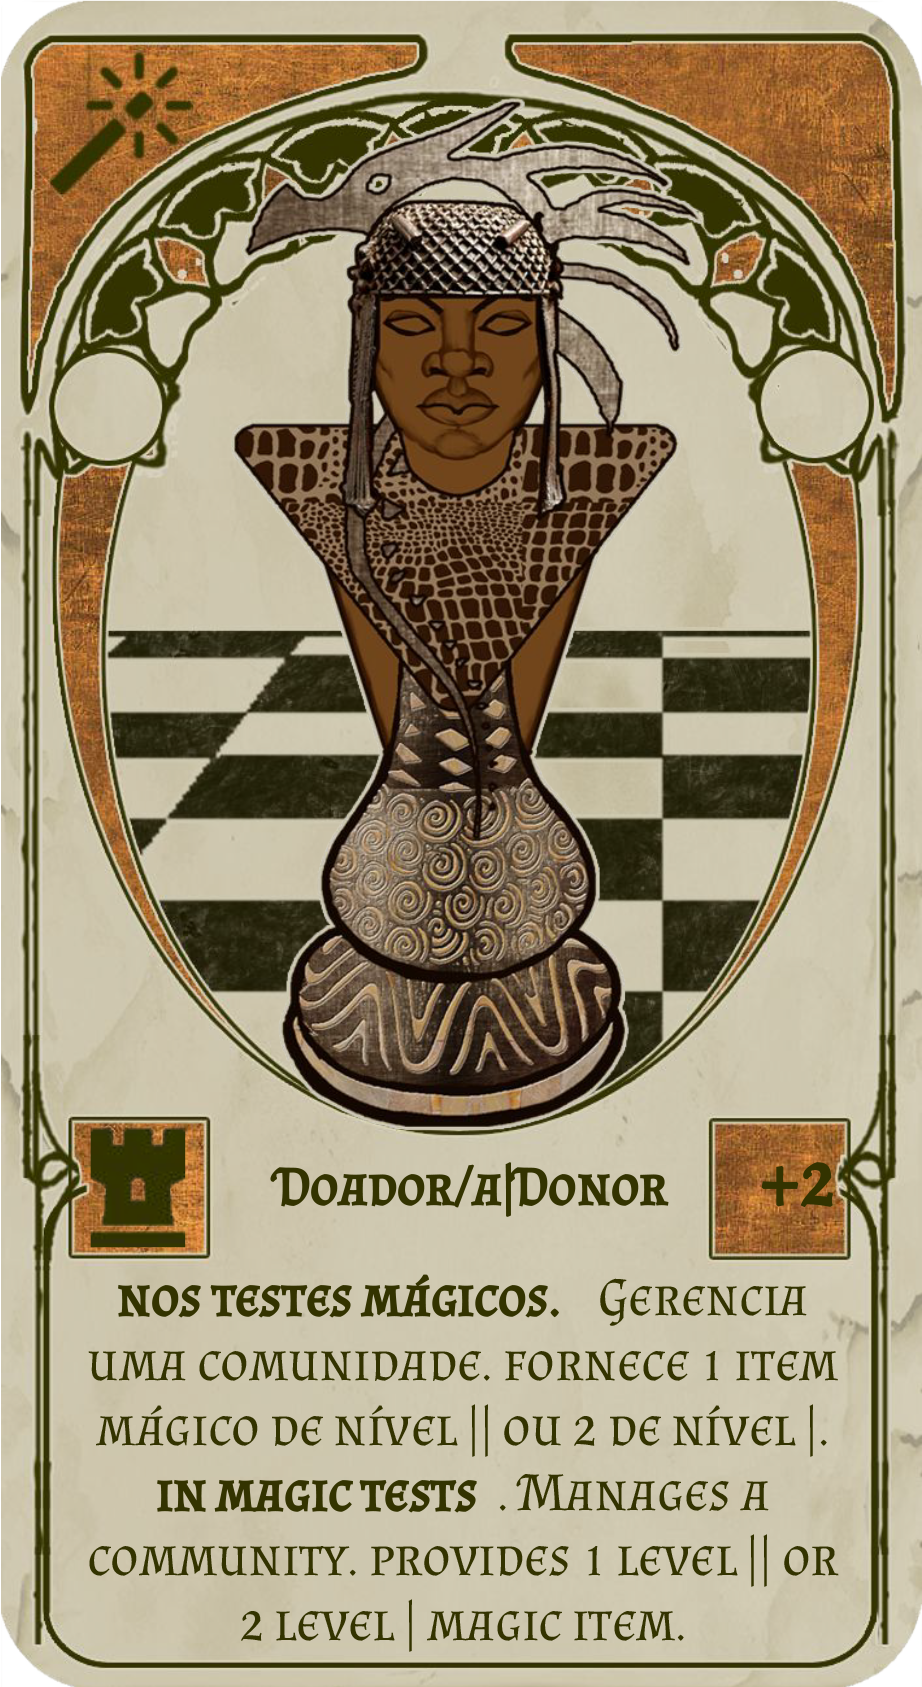 Doador/a|Donor
+2
NOS TESTES MÁGICOS. GERENCIA
UMA COMUNIDADE. FORNECE 1 ITEM
MÁGICO DE NÍVEL || OU 2 DE NÍVEL |.
IN MAGIC TESTS . MANAGES A
COMMUNITY. PROVIDES 1 LEVEL || OR
2 LEVEL | MAGIC ITEM.